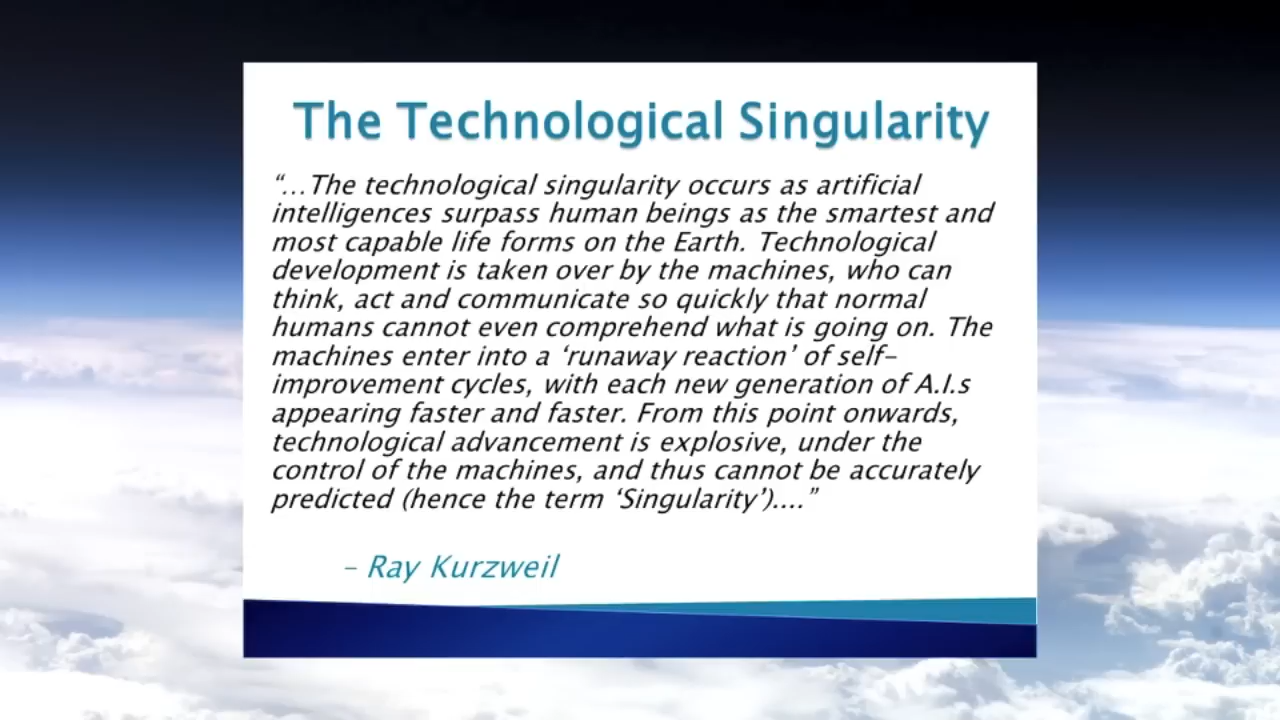 The Technological Singularity
“…The technological singularity occurs as artificial
intelligences surpass human beings as the smartest and
most capable life forms on the Earth. Technological
development is taken over by the machines, who can
think, act and communicate so quickly that normal
humans cannot even comprehend what is going on. The
machines enter into a ‘runaway reaction’ of self-
improvement cycles, with each new generation of A.I.s
appearing faster and faster. From this point onwards,
technological advancement is explosive, under the
control of the machines, and thus cannot be accurately
predicted (hence the term ‘Singularity’)....”
– Ray Kurzweil